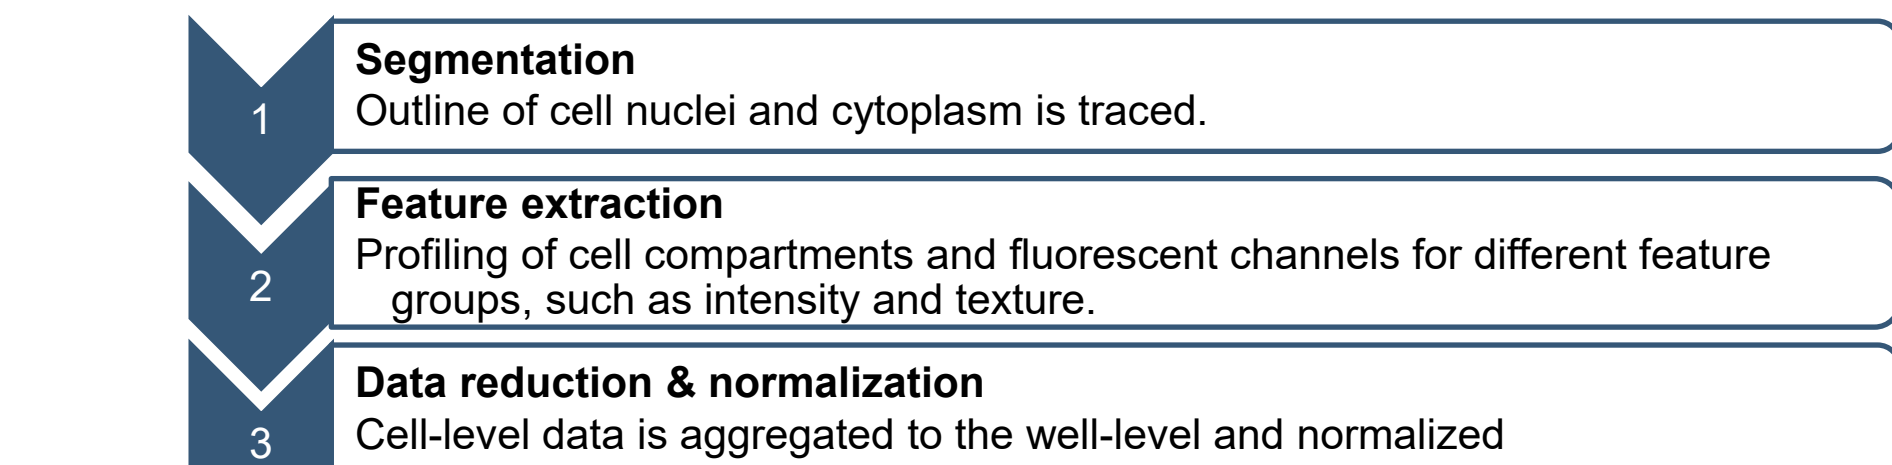 1
Segmentation
Outline of cell nuclei and cytoplasm is traced.
2
Feature extraction
Profiling of cell compartments and fluorescent channels for different feature
groups, such as intensity and texture.
3
Data reduction & normalization
Cell-level data is aggregated to the well-level and normalized